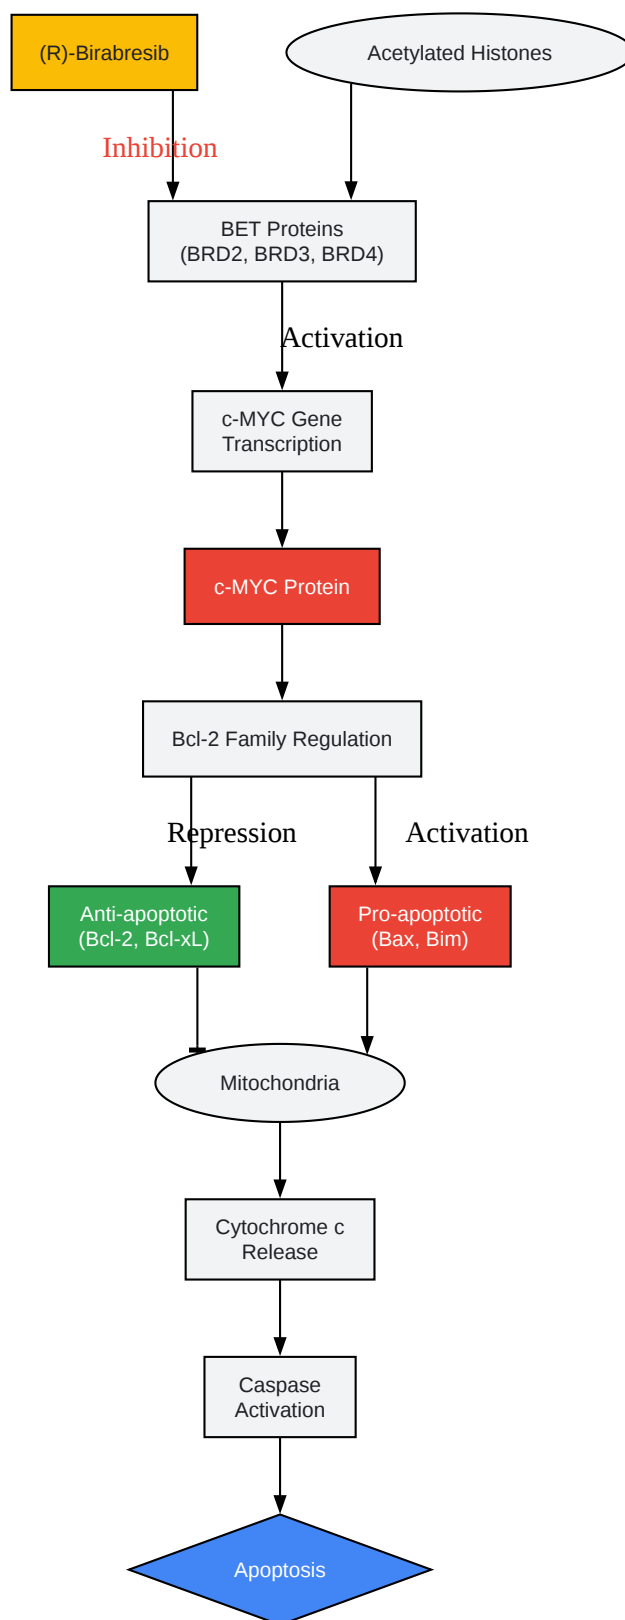 (R)-Birabresib
Acetylated Histones
Inhibition
BET Proteins
(BRD2, BRD3, BRD4)
Activation
c-MYC Gene
Transcription
c-MYC Protein
Bcl-2 Family Regulation
Repression
Activation
Anti-apoptotic
(Bcl-2, Bcl-xL)
Pro-apoptotic
(Bax, Bim)
Mitochondria
Cytochrome c
Release
Caspase
Activation
Apoptosis